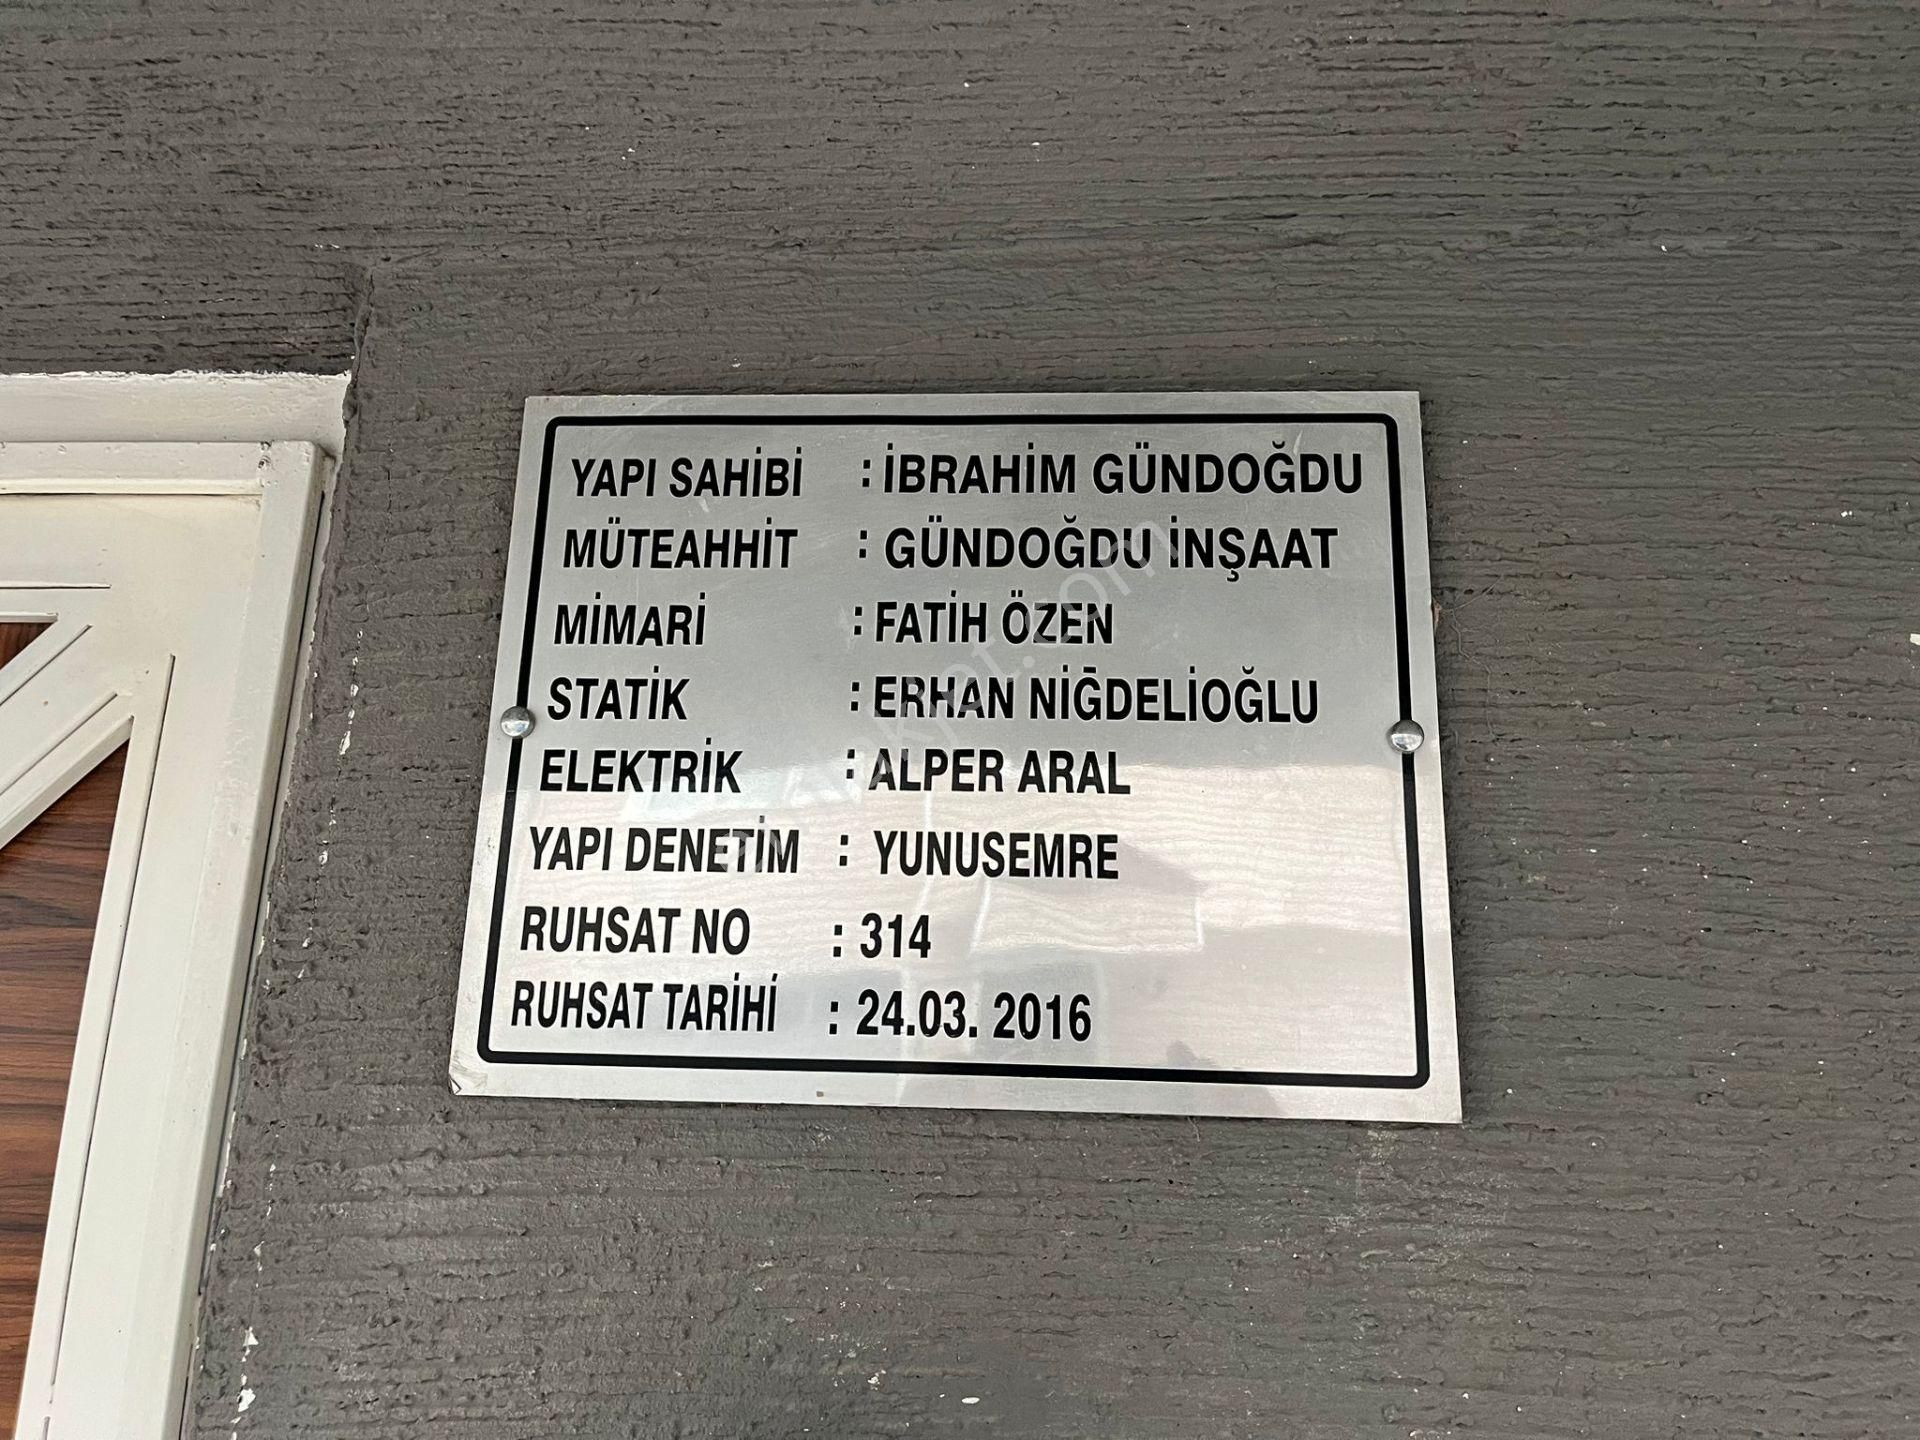 YAPI SAHİBİ : İBRAHİM GÜNDOĞDU
MÜTEAHHİT : GÜNDOĞDU İNŞAAT
MİMARİ : FATİH ÖZEN
STATİK : ERHAN NİĞDELİOĞLU
ELEKTRİK : ALPER ARAL
YAPI DENETİM : YUNUSEMRE
RUHSAT NO : 314
RUHSAT TARİHİ : 24.03. 2016